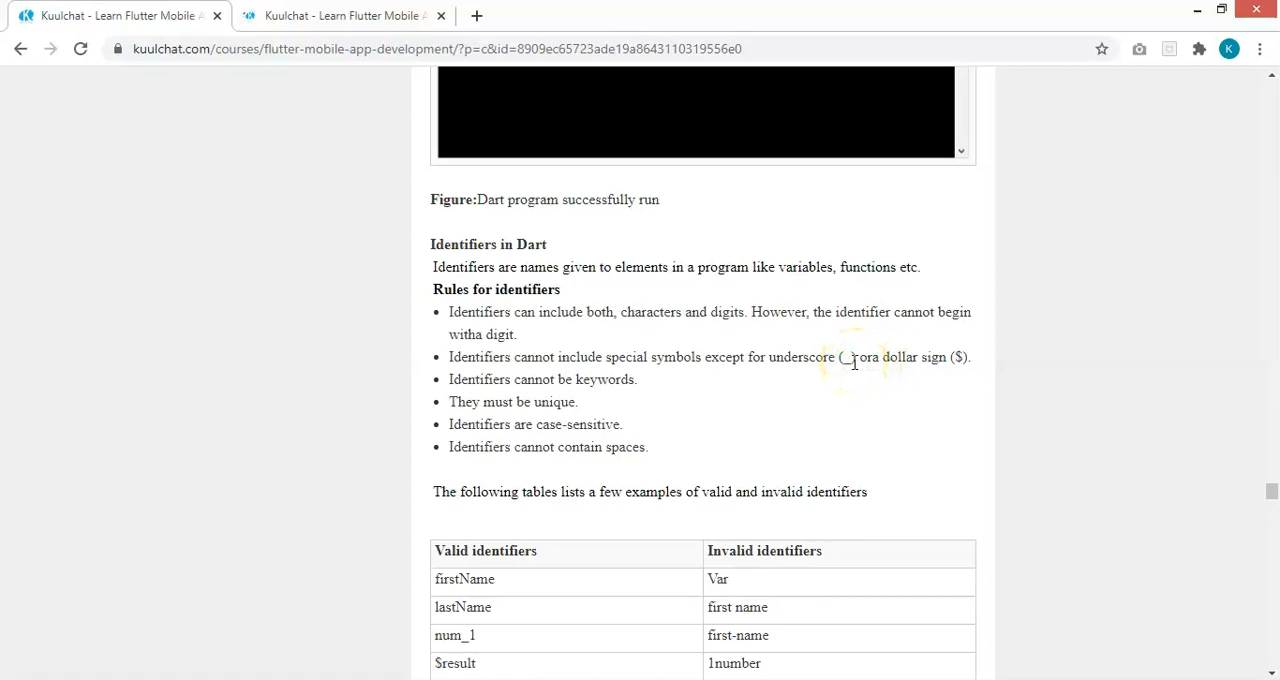 Kuulchat - Learn Flutter Mobile A
Kuulchat - Learn Flutter Mobile A
kuulchat.com/courses/flutter-mobile-app-development/?p=c&id=8909ec65723ade19a8643110319556e0
K
Figure:Dart program successfully run
Identifiers in Dart
Identifiers are names given to elements in a program like variables, functions etc.
Rules for identifiers
• Identifiers can include both, characters and digits. However, the identifier cannot begin
witha digit.
• Identifiers cannot include special symbols except for underscore (_) ora dollar sign ($).
• Identifiers cannot be keywords.
• They must be unique.
• Identifiers are case-sensitive.
• Identifiers cannot contain spaces.
The following tables lists a few examples of valid and invalid identifiers
Valid identifiers Invalid identifiers
firstName Var
lastName first name
num_1 first-name
$result 1number